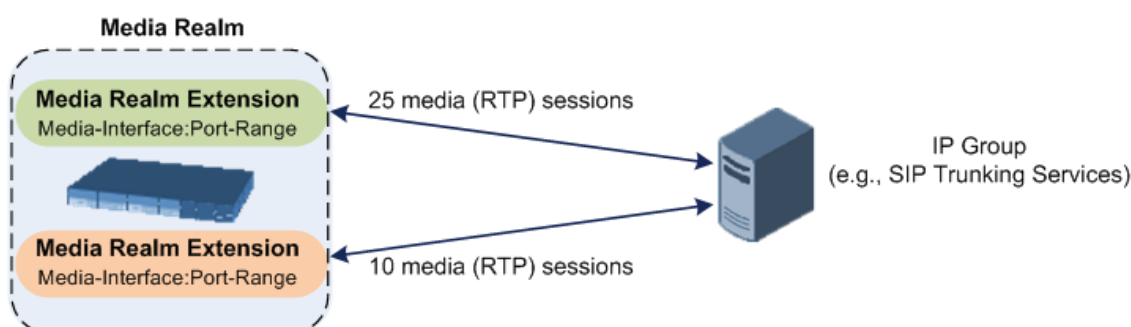 Media Realm
Media Realm Extension
Media-Interface:Port-Range
25 media (RTP) sessions
IP Group
(e.g., SIP Trunking Services)
Media Realm Extension
Media-Interface:Port-Range
10 media (RTP) sessions